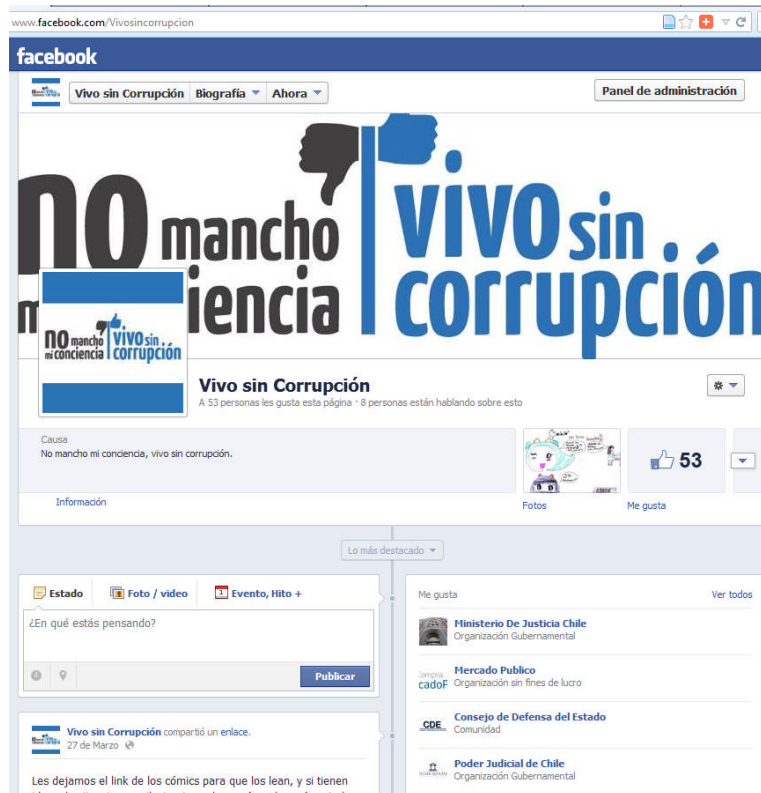 www.facebook.com/Vivosincorrupcion
facebook
Vivo sin Corrupción Biografía Ahora
Panel de administración
no mancho
conciencia
vivo sin
corrupción
no mancho
mi conciencia
vivo sin
corrupción
Vivo sin Corrupción
A 53 personas les gusta esta página · 8 personas están hablando sobre esto
Causa
No mancho mi conciencia, vivo sin corrupción.
Información
53
Fotos
Me gusta
Lo más destacado
Estado Foto / video Evento, Hito +
¿En qué estás pensando?
Publicar
Vivo sin Corrupción compartió un enlace.
27 de Marzo
Les dejamos el link de los cómics para que los lean, y si tienen
Me gusta Ver todos
Ministerio De Justicia Chile
Organización Gubernamental
Mercado Publico
Organización sin fines de lucro
CDE
Consejo de Defensa del Estado
Comunidad
Poder Judicial de Chile
Organización Gubernamental